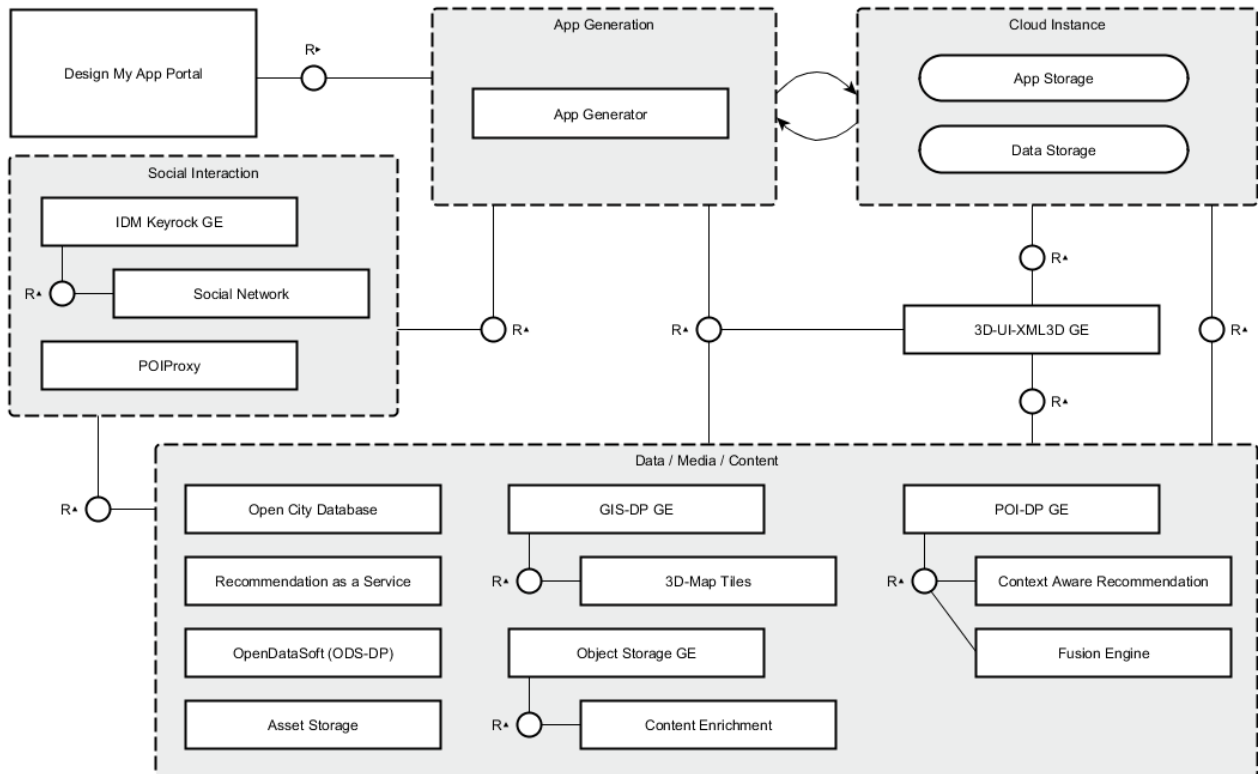 Design My App Portal
R▸
App Generation
App Generator
Cloud Instance
App Storage
Data Storage
Social Interaction
IDM Keyrock GE
R▴
Social Network
POIProxy
R▴
R▴
R▴
3D-UI-XML3D GE
R▴
R▴
R▴
Data / Media / Content
Open City Database
Recommendation as a Service
OpenDataSoft (ODS-DP)
Asset Storage
GIS-DP GE
R▴
3D-Map Tiles
Object Storage GE
R▴
Content Enrichment
POI-DP GE
R▴
Context Aware Recommendation
Fusion Engine